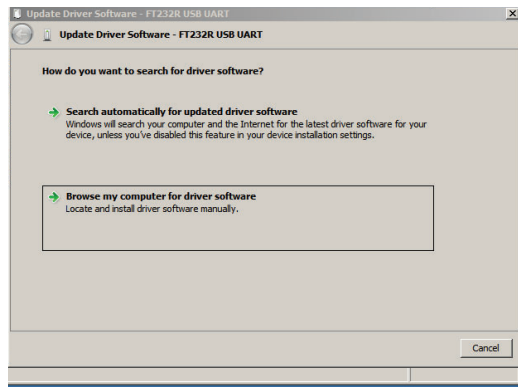 Update Driver Software - FT232R USB UART
Update Driver Software - FT232R USB UART
How do you want to search for driver software?
Search automatically for updated driver software
Windows will search your computer and the Internet for the latest driver software for your
device, unless you've disabled this feature in your device installation settings.
Browse my computer for driver software
Locate and install driver software manually.
Cancel